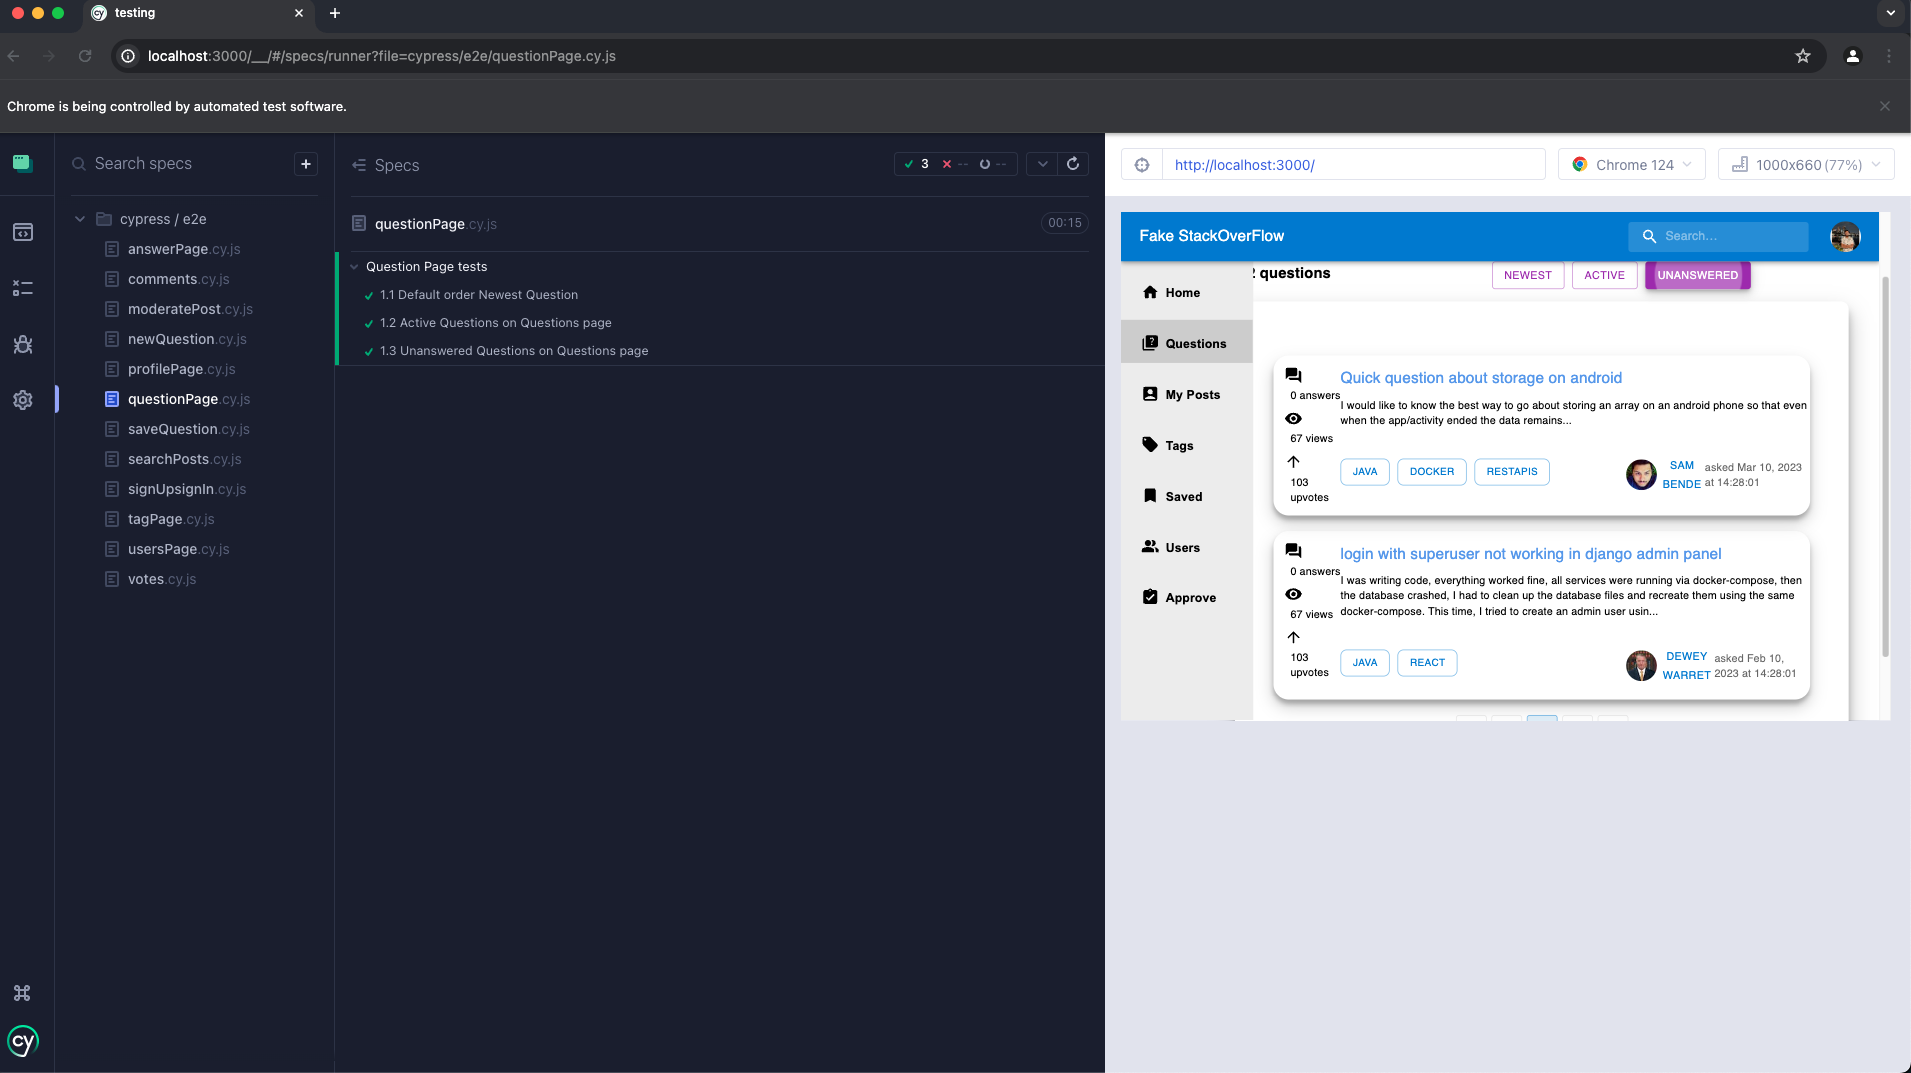 testing
localhost:3000/__/#/specs/runner?file=cypress/e2e/questionPage.cy.js
Chrome is being controlled by automated test software.
Search specs
cypress / e2e
answerPage.cy.js
comments.cy.js
moderatePost.cy.js
newQuestion.cy.js
profilePage.cy.js
questionPage.cy.js
saveQuestion.cy.js
searchPosts.cy.js
signUpsignIn.cy.js
tagPage.cy.js
usersPage.cy.js
votes.cy.js
cy
Specs
3 -- --
questionPage.cy.js 00:15
Question Page tests
1.1 Default order Newest Question
1.2 Active Questions on Questions page
1.3 Unanswered Questions on Questions page
http://localhost:3000/
Chrome 124
1000x660 (77%)
Fake StackOverFlow
Search...
Home
Questions
My Posts
Tags
Saved
Users
Approve
2 questions
NEWEST ACTIVE UNANSWERED
Quick question about storage on android
0 answers
I would like to know the best way to go about storing an array on an android phone so that even
when the app/activity ended the data remains...
67 views
103
upvotes
JAVA DOCKER RESTAPIS
SAM
BENDE
asked Mar 10, 2023
at 14:28:01
login with superuser not working in django admin panel
0 answers
I was writing code, everything worked fine, all services were running via docker-compose, then
the database crashed, I had to clean up the database files and recreate them using the same
docker-compose. This time, I tried to create an admin user usin...
67 views
103
upvotes
JAVA REACT
DEWEY
WARRET
asked Feb 10,
2023 at 14:28:01